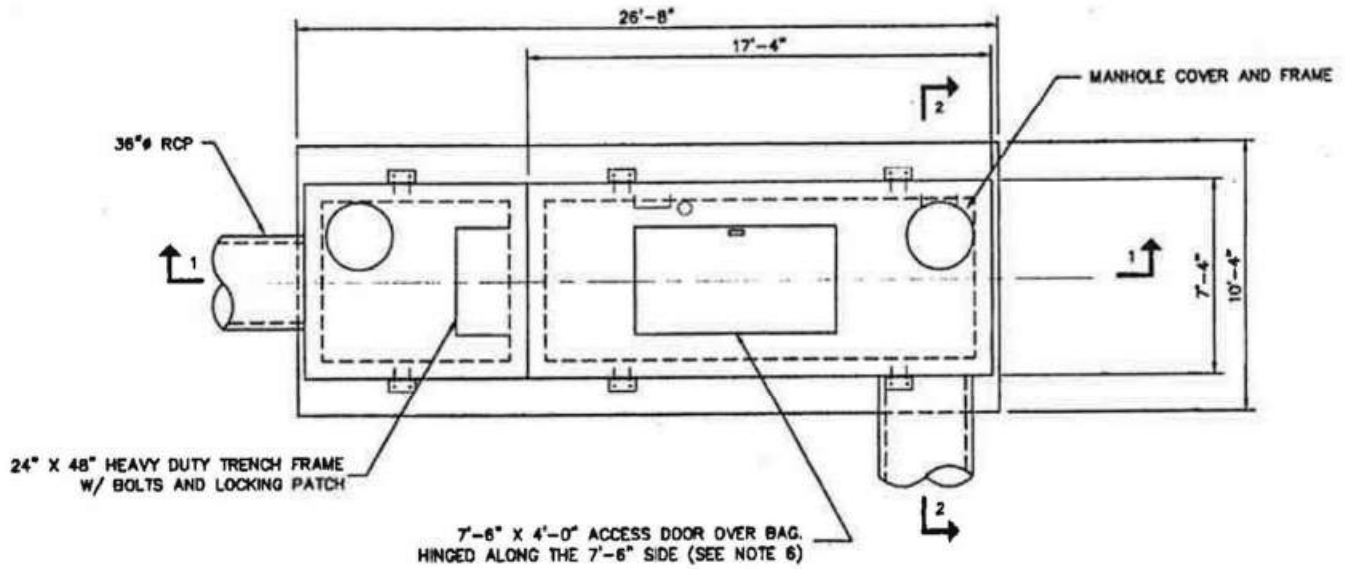 26'-8"
17'-4"
MANHOLE COVER AND FRAME
2
36"ø RCP
1
1
7'-4"
10'-4"
24" X 48" HEAVY DUTY TRENCH FRAME
W/ BOLTS AND LOCKING PATCH
2
7'-6" X 4'-0" ACCESS DOOR OVER BAG.
HINGED ALONG THE 7'-6" SIDE (SEE NOTE 6)